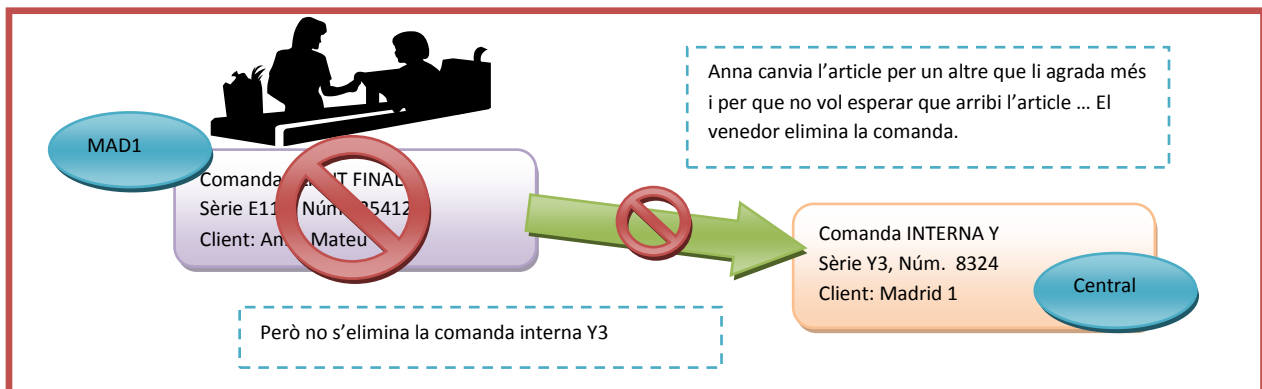 MAD1
Comanda FINAL
Sèrie Núm.
Client: Mateu
Anna canvia l’article per un altre que li agrada més
i per que no vol esperar que arribi l’article … El
venedor elimina la comanda.
Comanda INTERNA Y
Sèrie Y3, Núm. 8324
Client: Madrid 1
Central
Però no s’elimina la comanda interna Y3